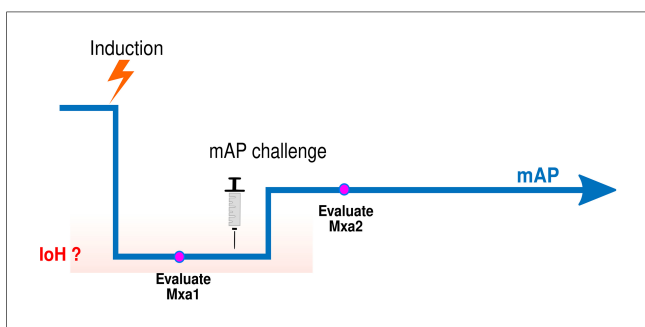 Induction
mAP challenge
mAP
Evaluate
Mxa2
IoH ?
Evaluate
Mxa1